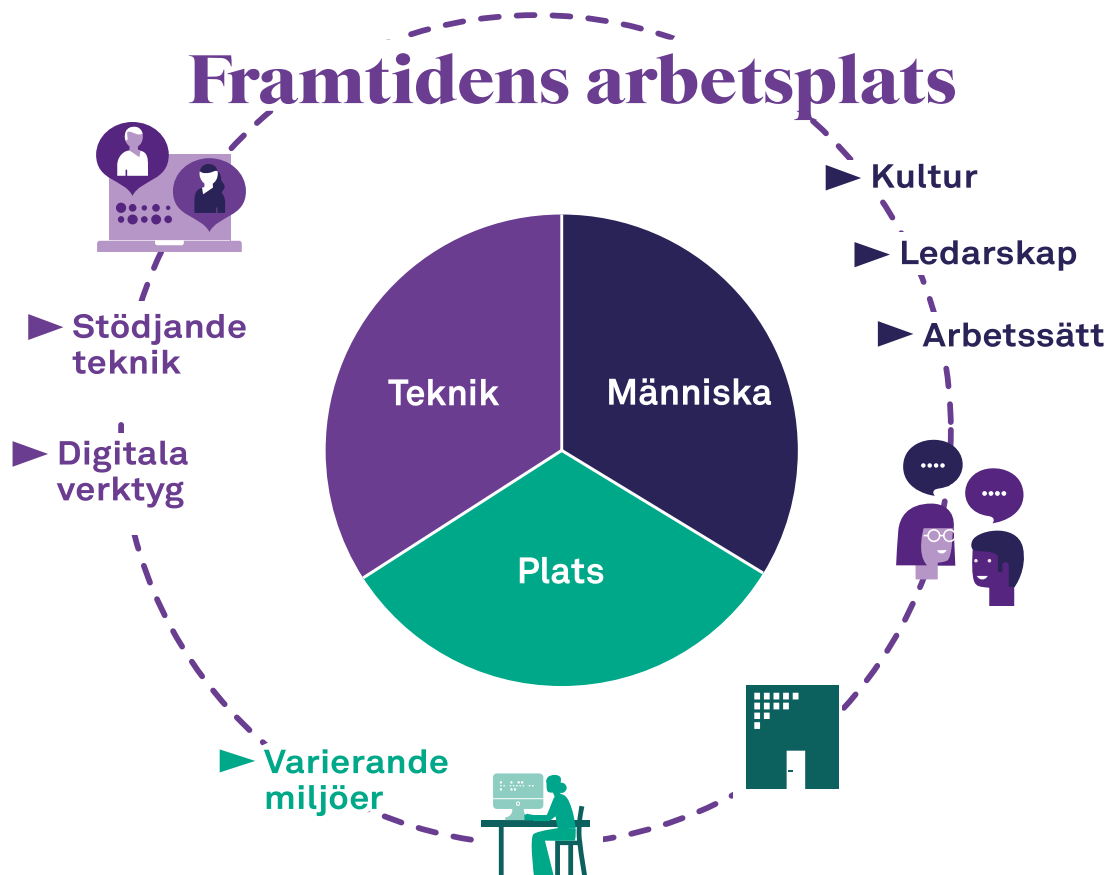 Framtidens arbetsplats
Kultur
Ledarskap
Arbetssätt
Stödjande
teknik
Digitala
verktyg
Teknik
Människa
Plats
Varierande
miljöer